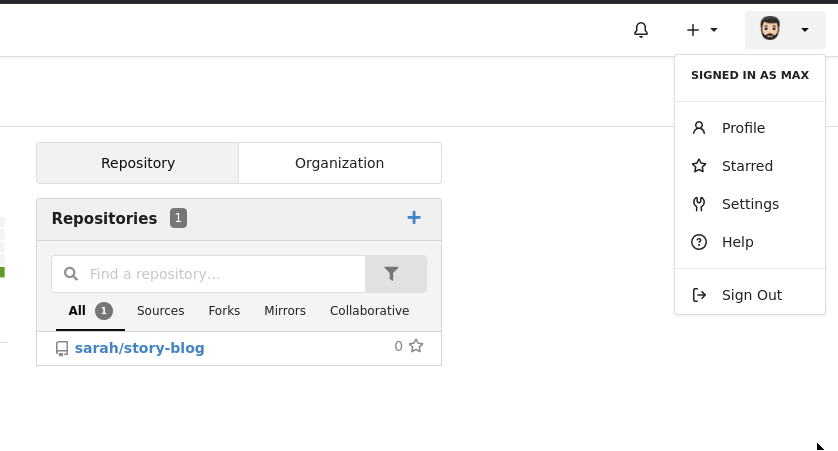 SIGNED IN AS MAX
Profile
Starred
Settings
Help
Sign Out
Repository Organization
Repositories 1
Find a repository...
All 1 Sources Forks Mirrors Collaborative
sarah/story-blog 0